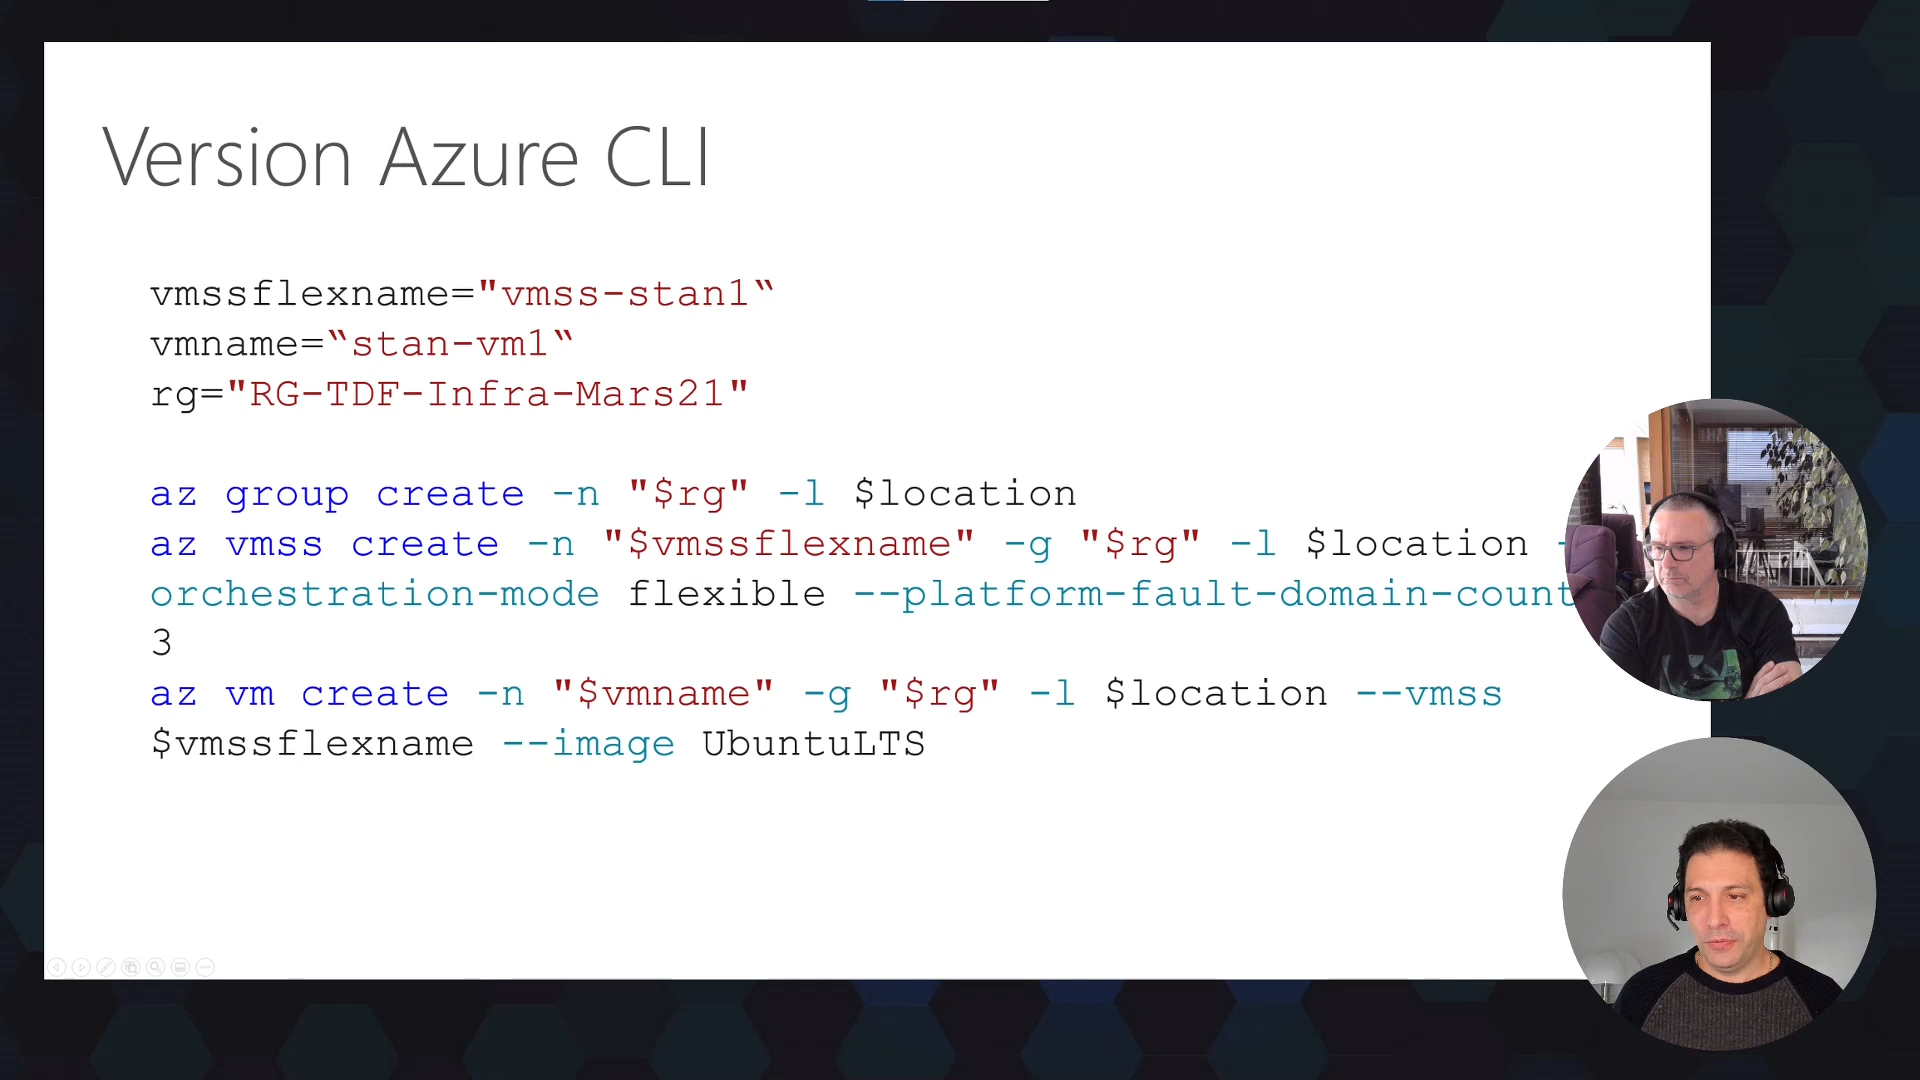 Version Azure CLI
vmssflexname="vmss-stan1“
vmname=“stan-vm1“
rg="RG-TDF-Infra-Mars21"
az group create -n "$rg" -l $location
az vmss create -n "$vmssflexname" -g "$rg" -l $location -
orchestration-mode flexible --platform-fault-domain-count
3
az vm create -n "$vmname" -g "$rg" -l $location --vmss
$vmssflexname --image UbuntuLTS